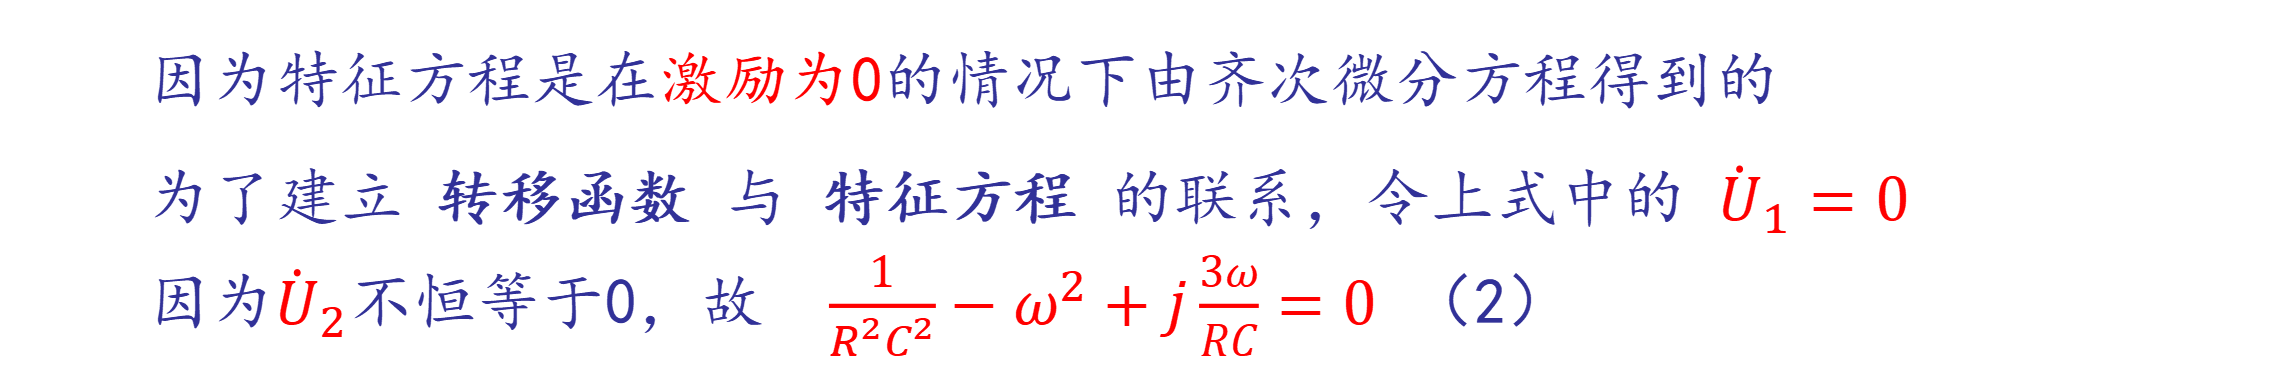 因为特征方程是在激励为0的情况下由齐次微分方程得到的
为了建立 转移函数 与 特征方程 的联系，令上式中的 U̇₁ = 0
因为U̇₂不恒等于0，故 1/(R²C²) − ω² + j 3ω/(RC) = 0 （2）